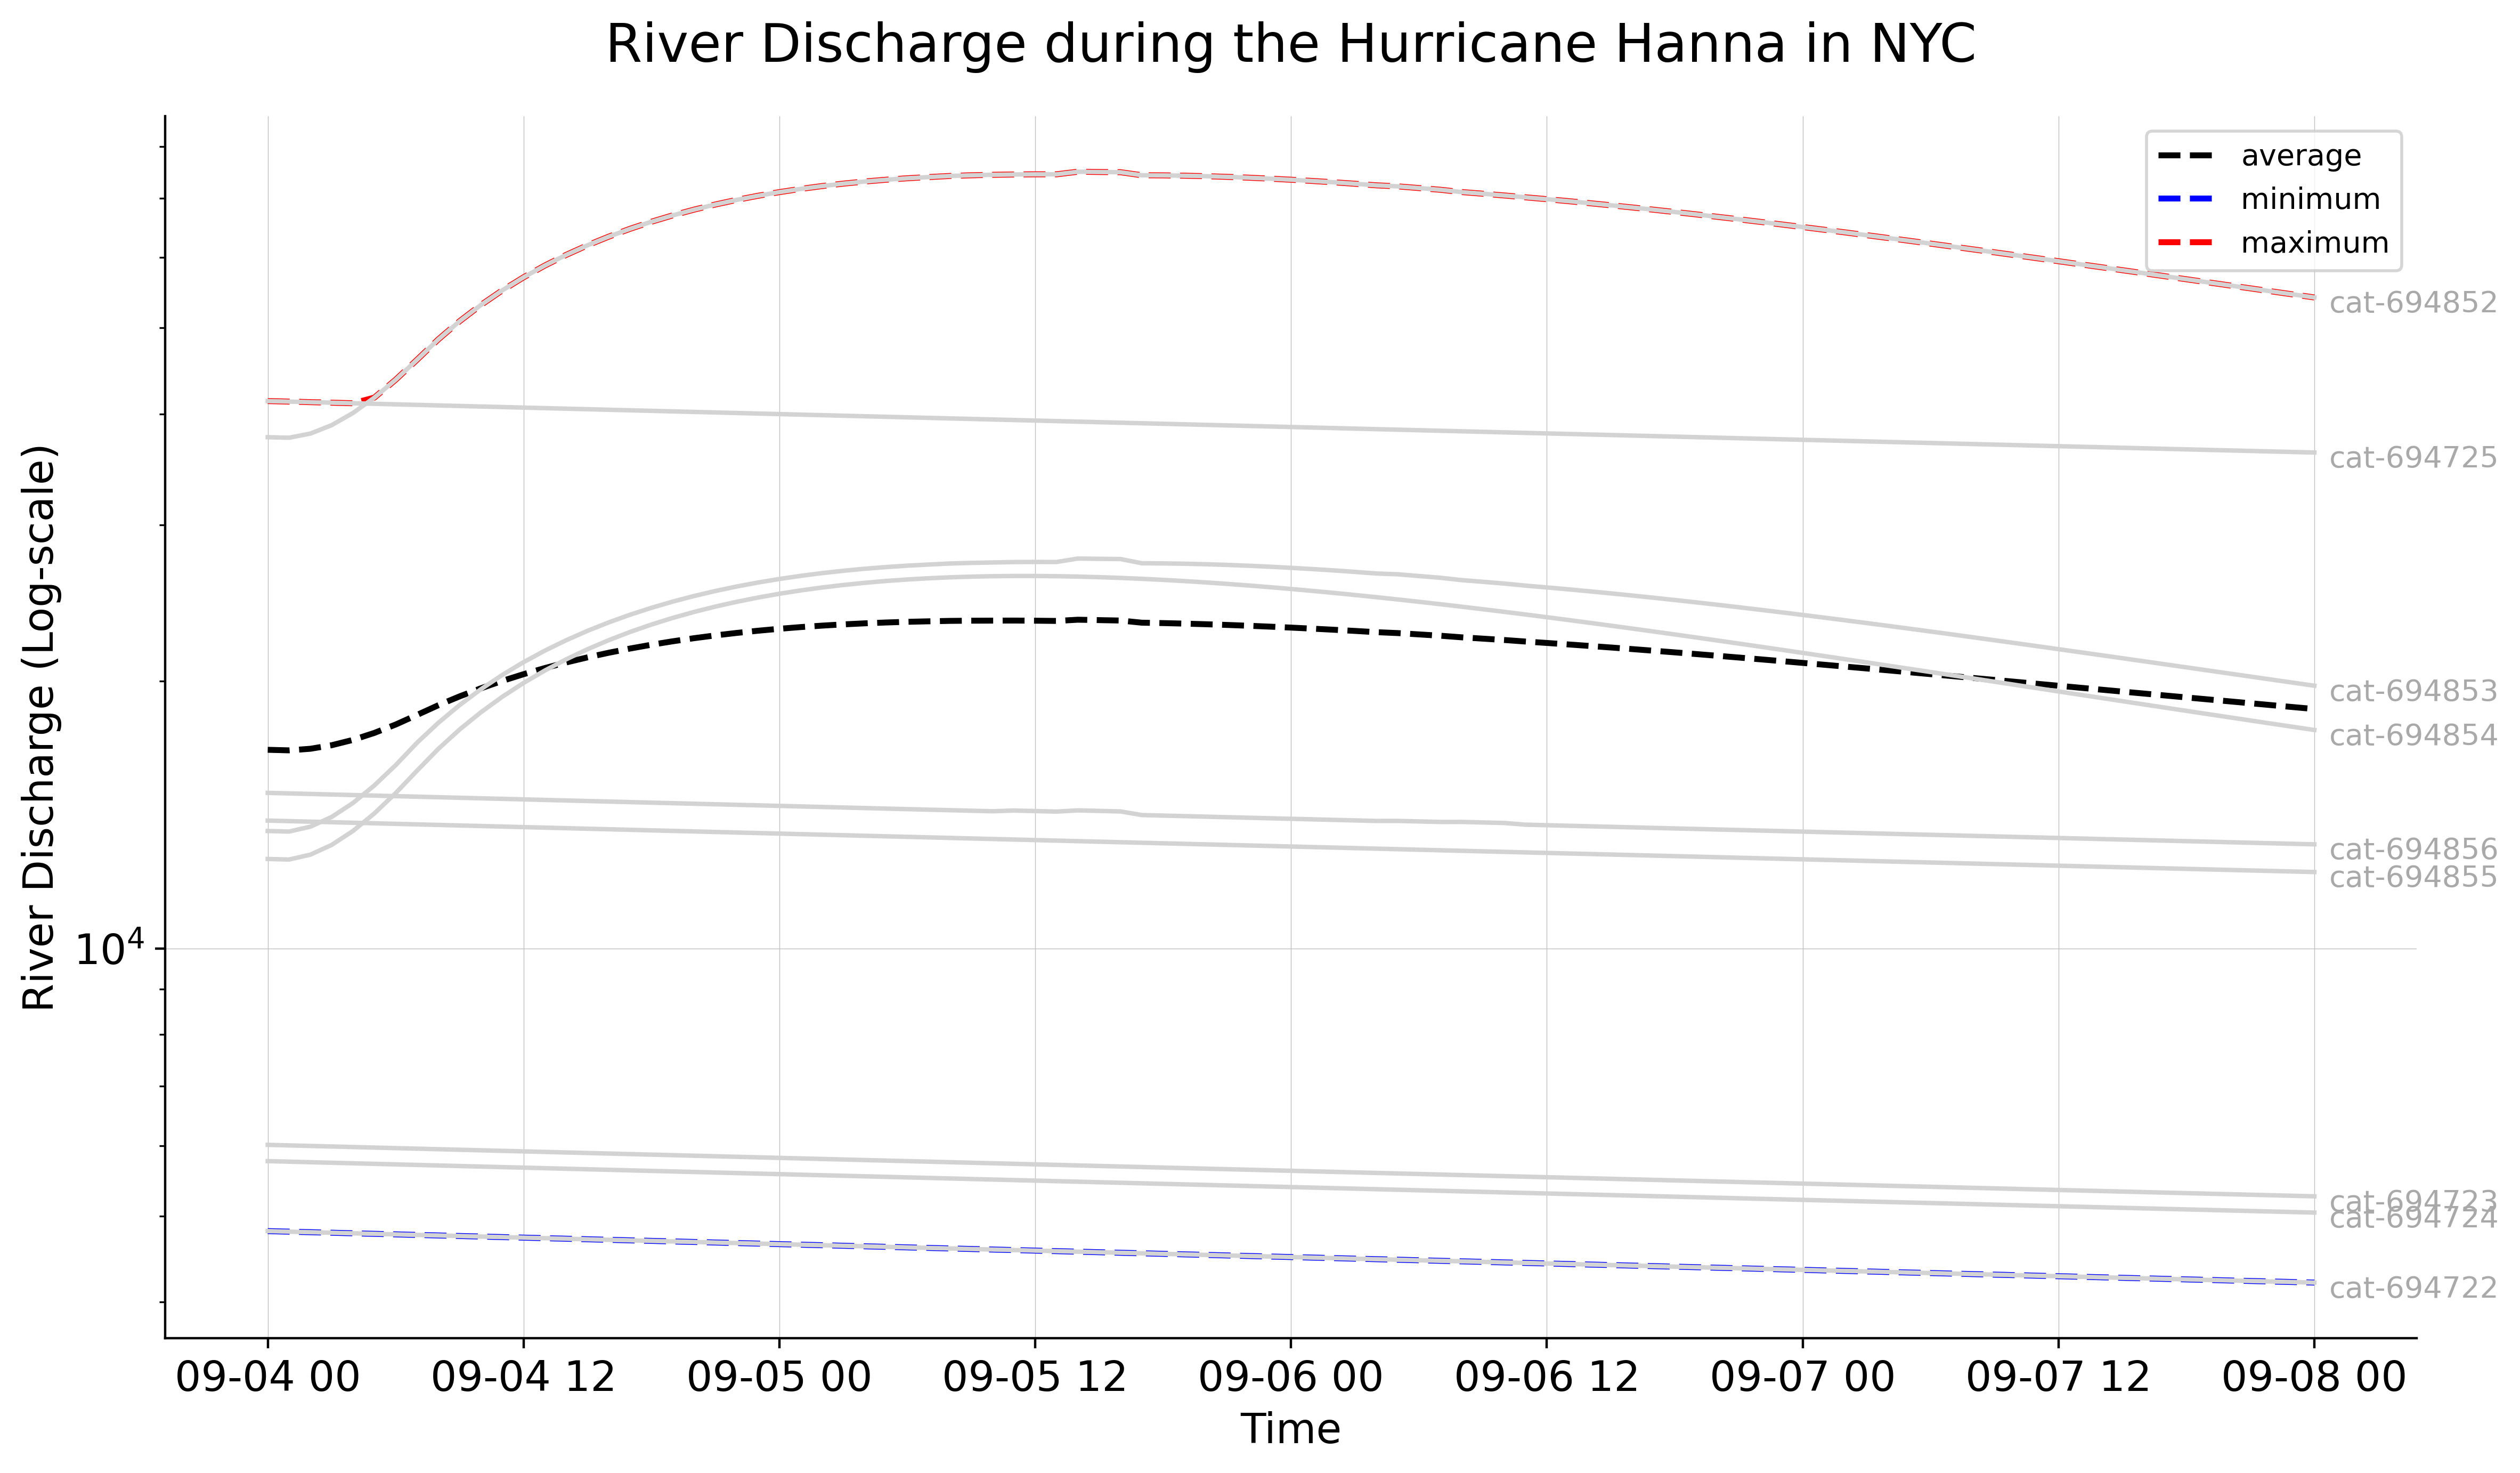 River Discharge during the Hurricane Hanna in NYC
average
minimum
maximum
River Discharge (Log-scale)
10⁴
cat-694852
cat-694725
cat-694853
cat-694854
cat-694856
cat-694855
cat-694723
cat-694724
cat-694722
09-04 00 09-04 12 09-05 00 09-05 12 09-06 00 09-06 12 09-07 00 09-07 12 09-08 00
Time